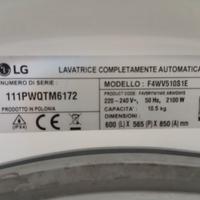 LG
LAVATRICE COMPLETAMENTE AUTOMATICA
NUMERO DI SERIE :
111PWQTM6172
PRODOTTO IN POLONIA
MODELLO : F4WV510S1E
220 - 240 V~, 50 Hz, 2100 W
CAPACITÀ : 10.5 kg
DIMENSIONI :
600 (L) X 565 (P) X 850 (A) mm